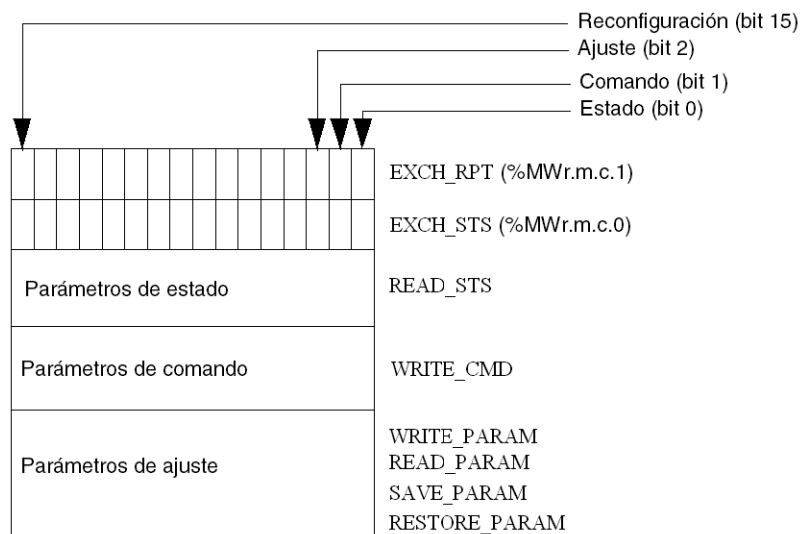 Reconfiguración (bit 15)
Ajuste (bit 2)
Comando (bit 1)
Estado (bit 0)
EXCH_RPT (%MWr.m.c.1)
EXCH_STS (%MWr.m.c.0)
Parámetros de estado READ_STS
Parámetros de comando WRITE_CMD
WRITE_PARAM
Parámetros de ajuste READ_PARAM
SAVE_PARAM
RESTORE_PARAM